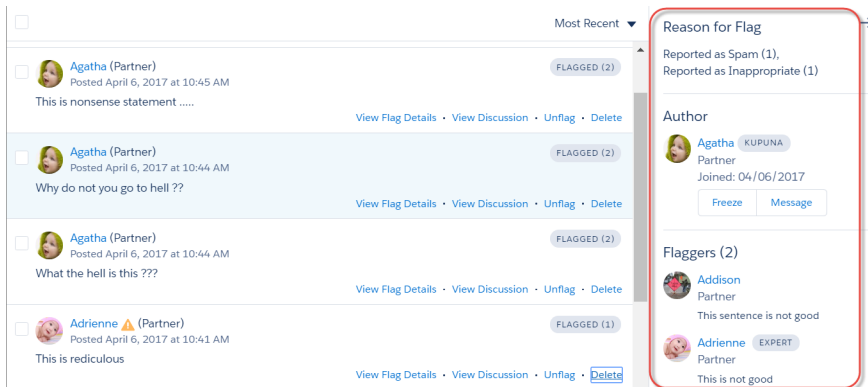 Most Recent
Agatha (Partner)
FLAGGED (2)
Posted April 6, 2017 at 10:45 AM
This is nonsense statement .....
View Flag Details • View Discussion • Unflag • Delete
Agatha (Partner)
FLAGGED (2)
Posted April 6, 2017 at 10:44 AM
Why do not you go to hell ??
View Flag Details • View Discussion • Unflag • Delete
Agatha (Partner)
FLAGGED (2)
Posted April 6, 2017 at 10:44 AM
What the hell is this ???
View Flag Details • View Discussion • Unflag • Delete
Adrienne (Partner)
FLAGGED (1)
Posted April 6, 2017 at 10:41 AM
This is rediculous
View Flag Details • View Discussion • Unflag • Delete
Reason for Flag
Reported as Spam (1),
Reported as Inappropriate (1)
Author
Agatha KUPUNA
Partner
Joined: 04/06/2017
Freeze Message
Flaggers (2)
Addison
Partner
This sentence is not good
Adrienne EXPERT
Partner
This is not good